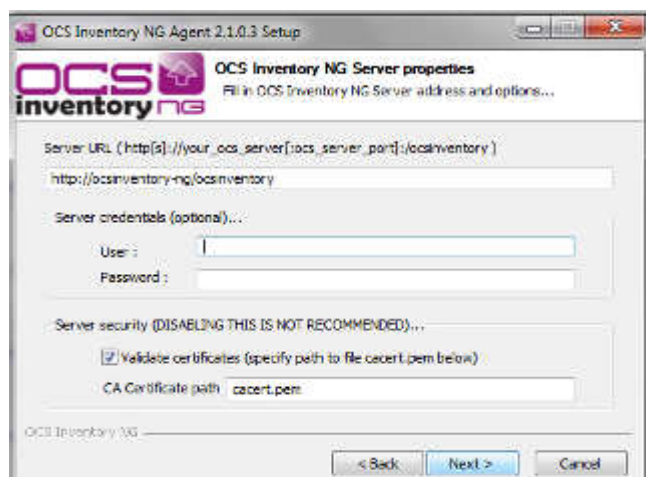 OCS Inventory NG Agent 2.1.0.3 Setup
OCS
inventory NG
OCS Inventory NG Server properties
Fill in OCS Inventory NG Server address and options...
Server URL ( http[s]://your_ocs_server[:ocs_server_port]:/ocsinventory )
http://ocsinventory-ng/ocsinventory
Server credentials (optional)...
User :
Password :
Server security (DISABLING THIS IS NOT RECOMMENDED)...
Validate certificates (specify path to file cacert.pem below)
CA Certificate path cacert.pem
OCS Inventory NG
< Back Next > Cancel